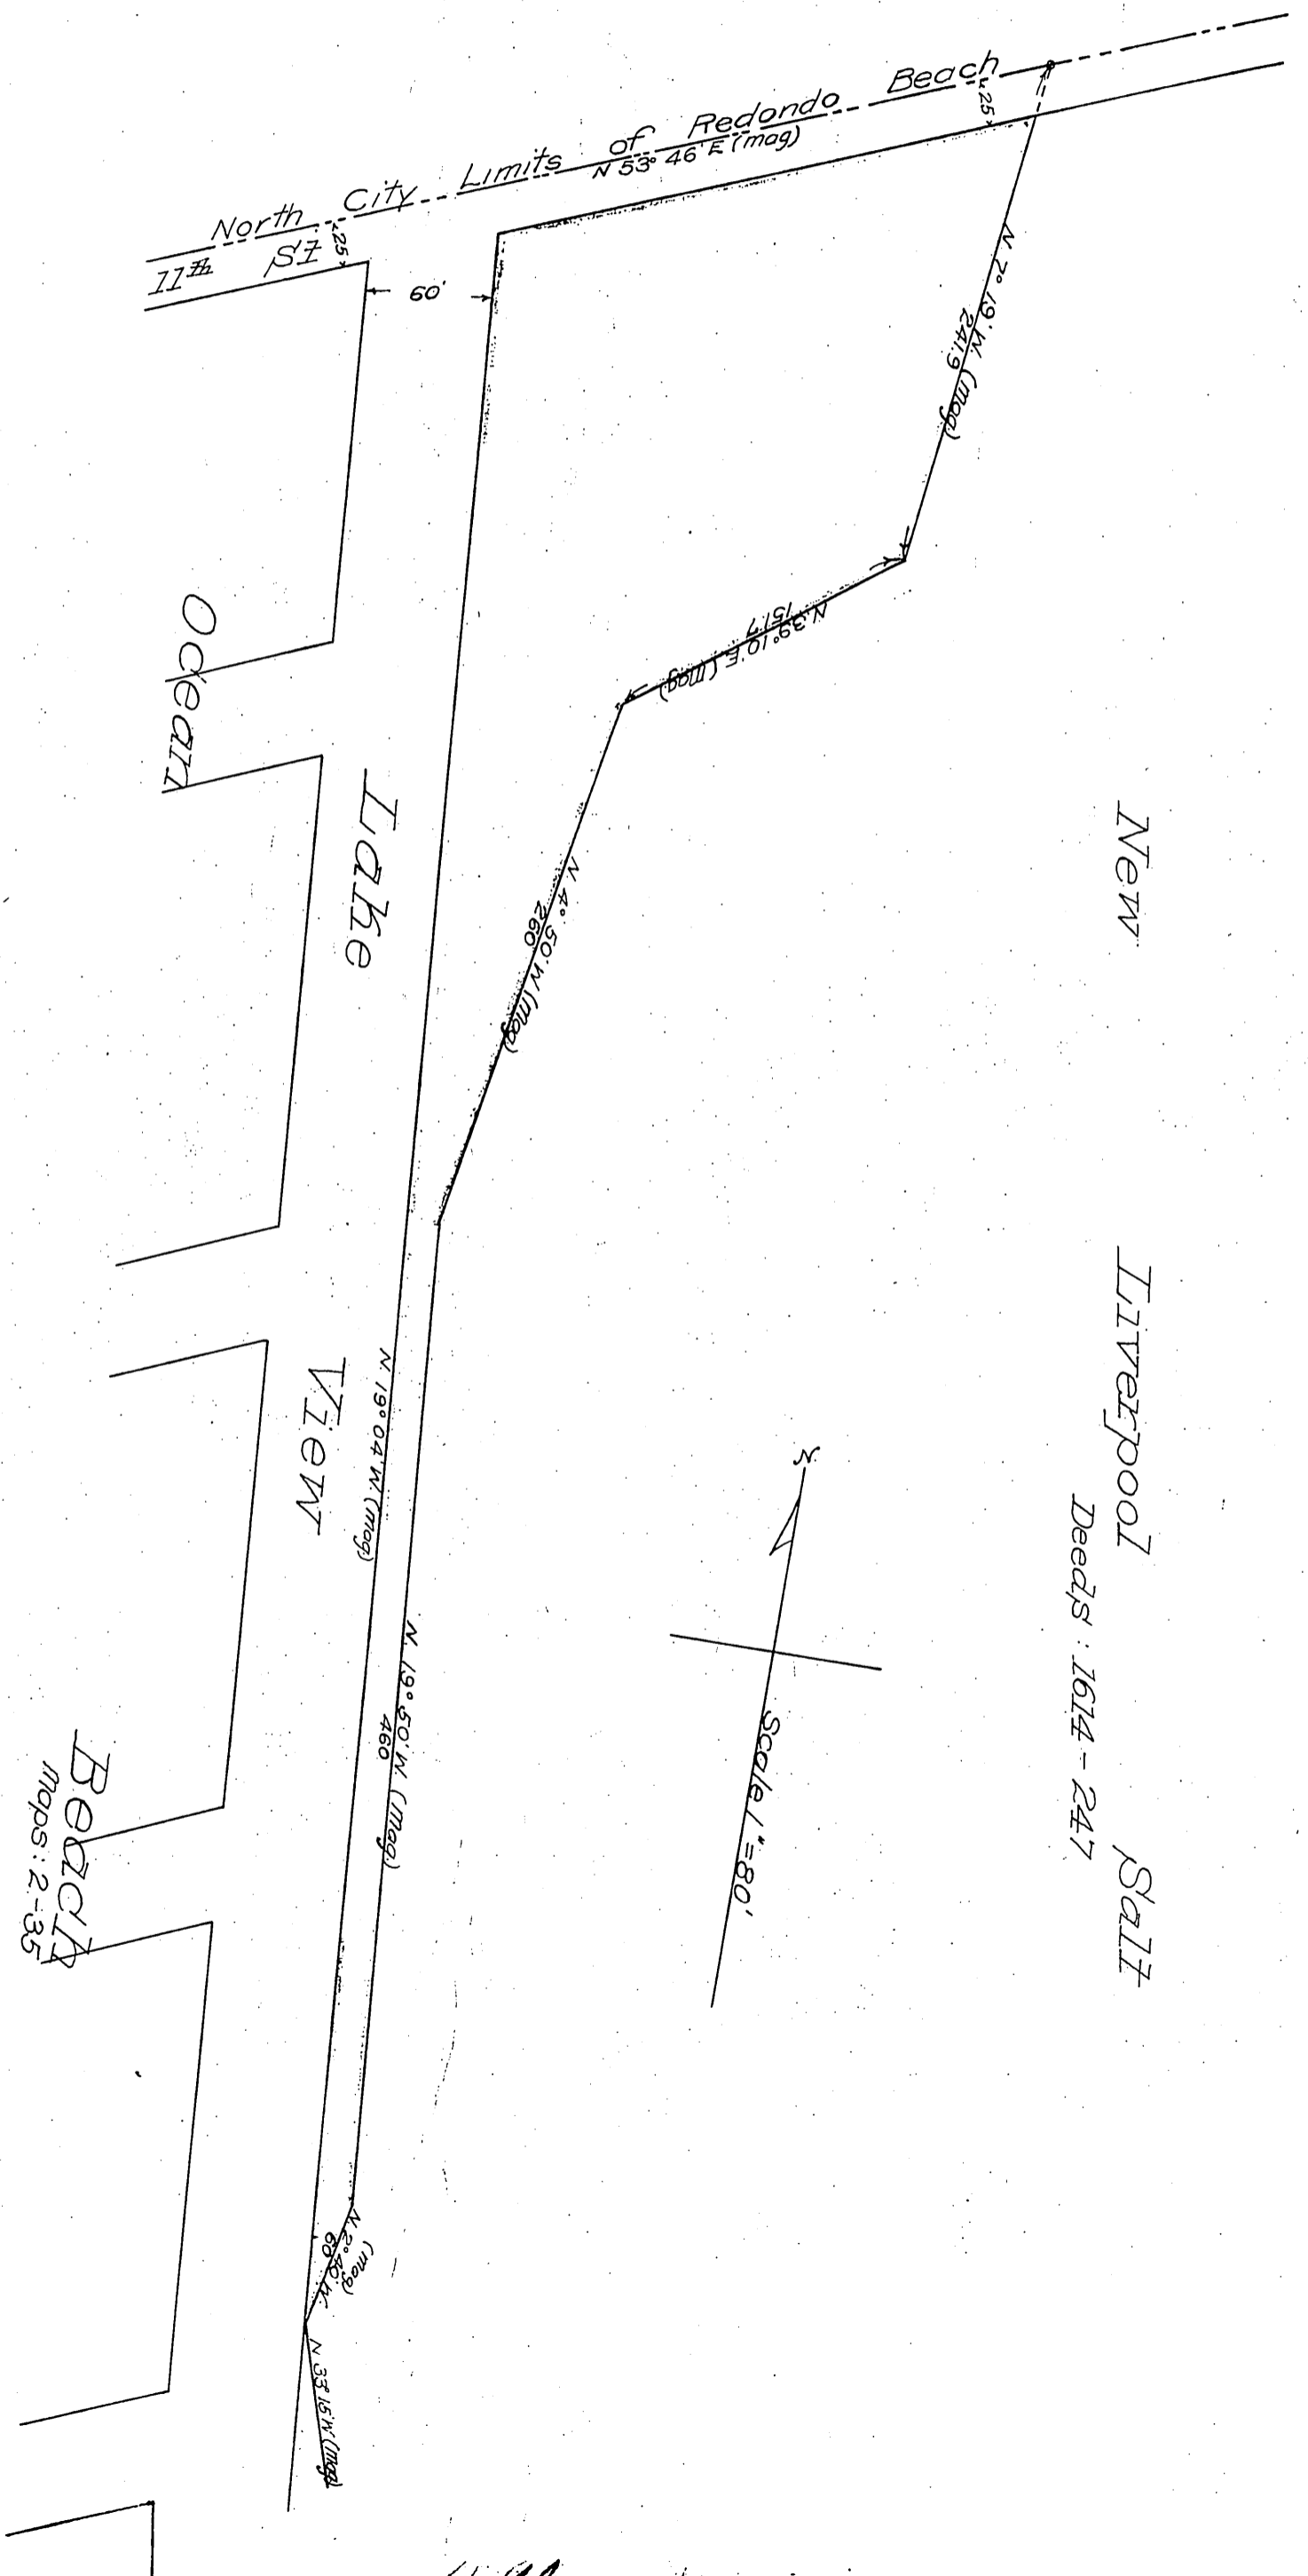 North City Limits of Redondo Beach
N 53° 46' E (mag)
25
11th St
25
60'
N. 7° 19' W. (mag.)
241.9
N. 39° 10' E. (mag.)
151.7
N. 4° 50' W (mag.)
260
N. 19° 04' W. (mag.)
N. 19° 50' W. (mag.)
460
N. 2° 40' W.
(mag)
60
N 33° 15' W (mag)
Ocean
Lake View
Beach
Maps: 2-35
New Liverpool Salt
Deeds: 1614-247
N.
Scale 1"=80'